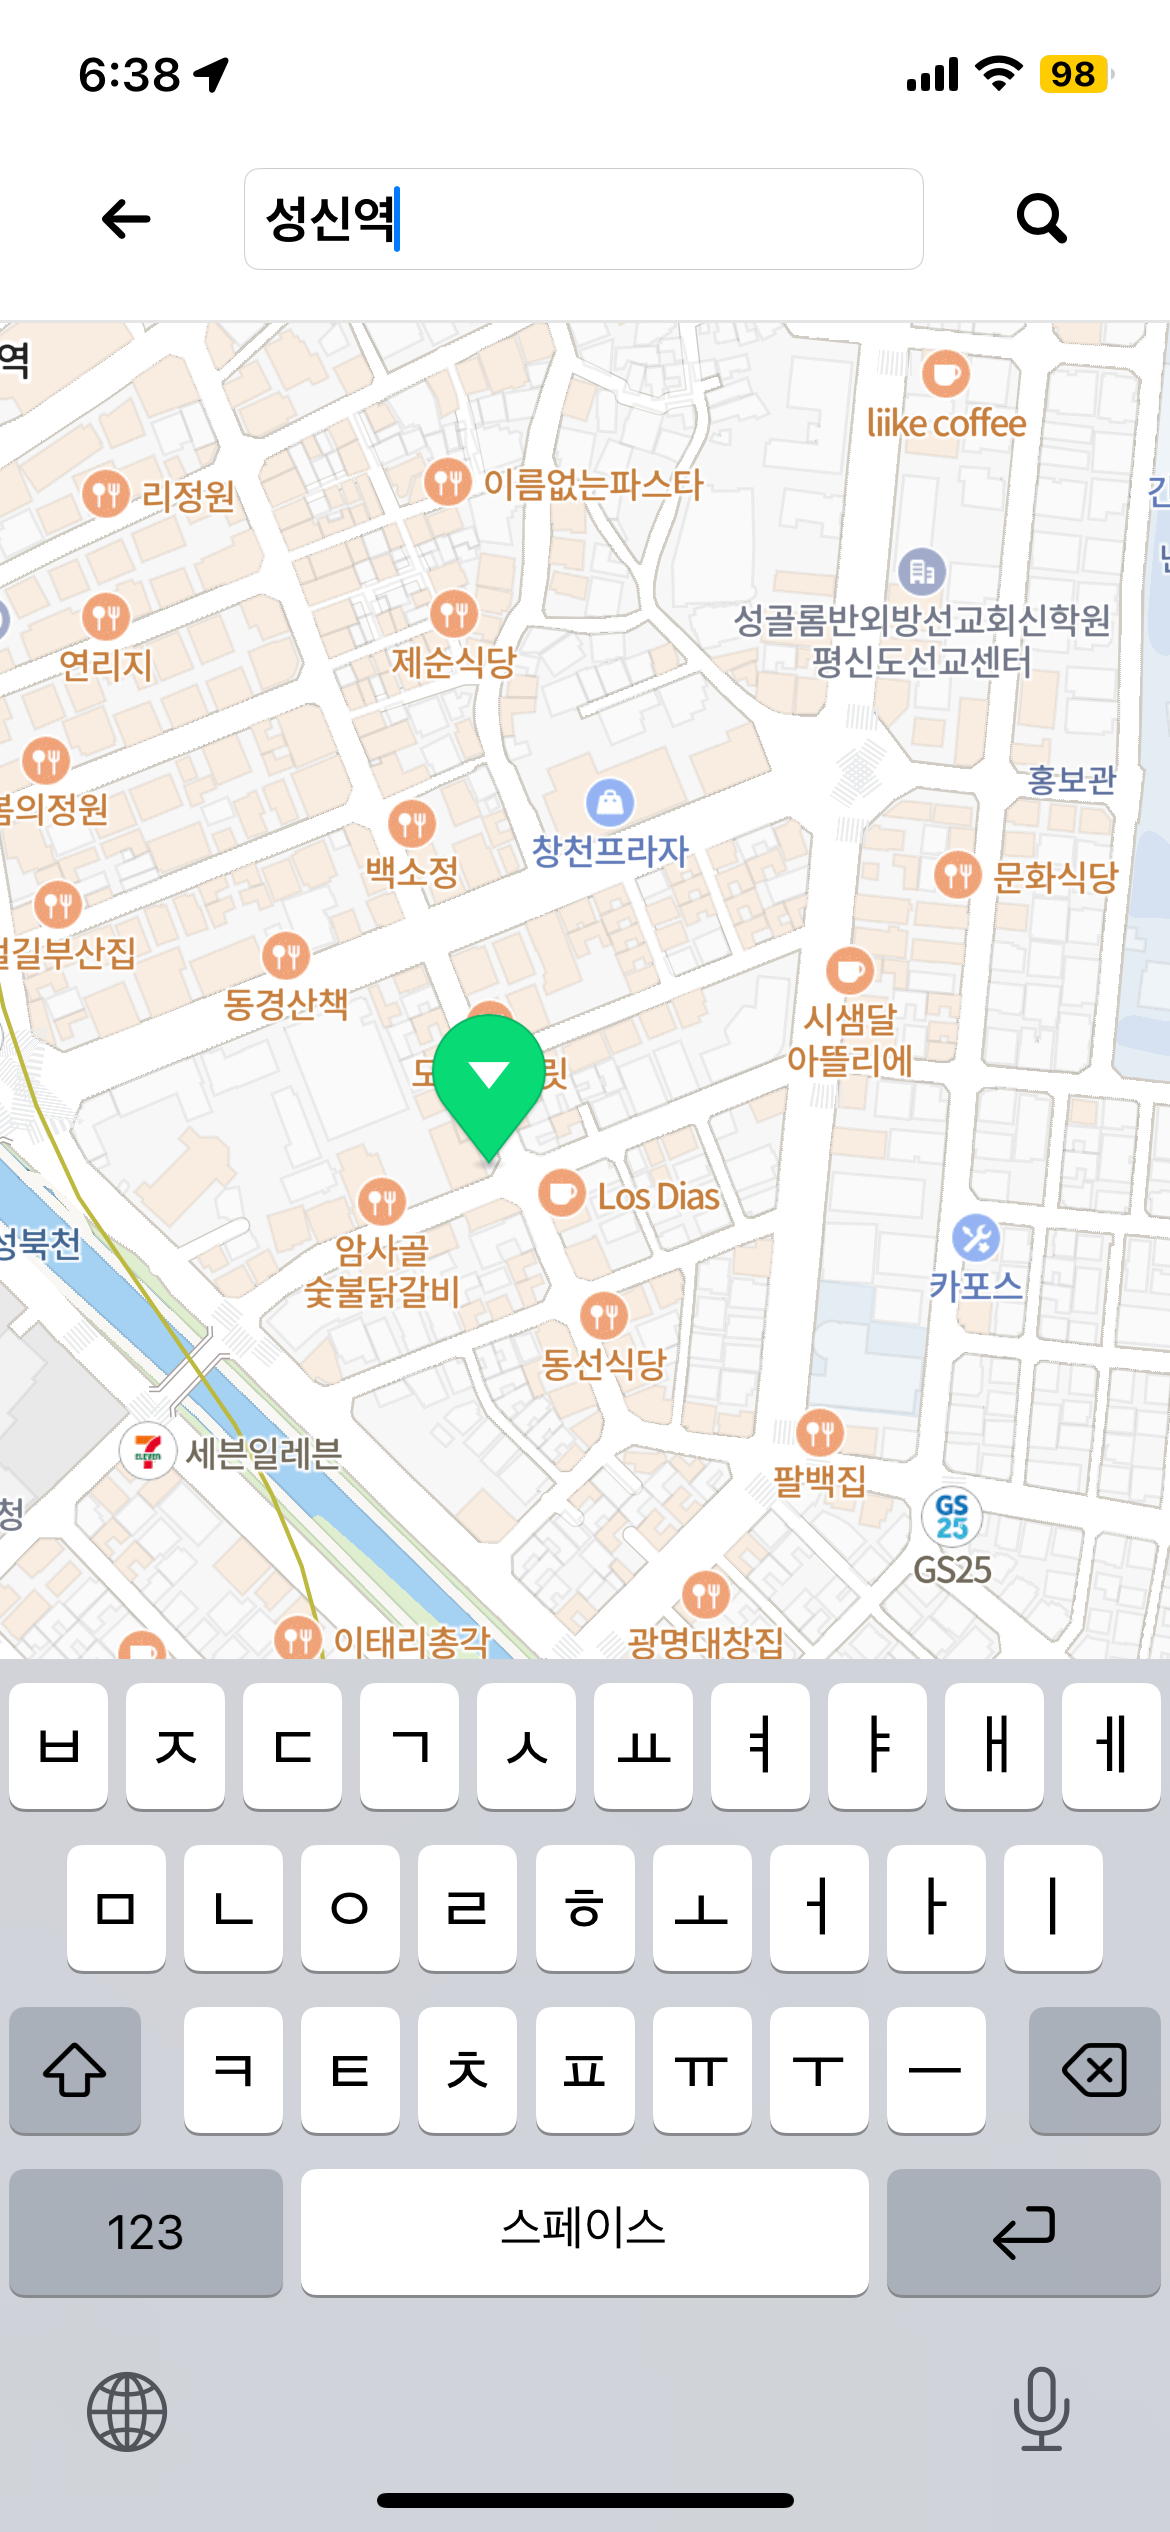 6:38
98
성신역
역
liike coffee
리정원
이름없는파스타
성골롬반외방선교회신학원
평신도선교센터
연리지
제순식당
홍보관
봄의정원
창천프라자
백소정
문화식당
동경산책
시샘달
아뜰리에
릿
Los Dias
암사골
숯불닭갈비
성북천
카포스
동선식당
7
ELEVEN
세븐일레븐
팔백집
청
GS
25
GS25
이태리총각
광명대창집
ㅂ ㅈ ㄷ ㄱ ㅅ ㅛ ㅕ ㅑ ㅐ ㅔ
ㅁ ㄴ ㅇ ㄹ ㅎ ㅗ ㅓ ㅏ ㅣ
ㅋ ㅌ ㅊ ㅍ ㅠ ㅜ ㅡ
123 스페이스